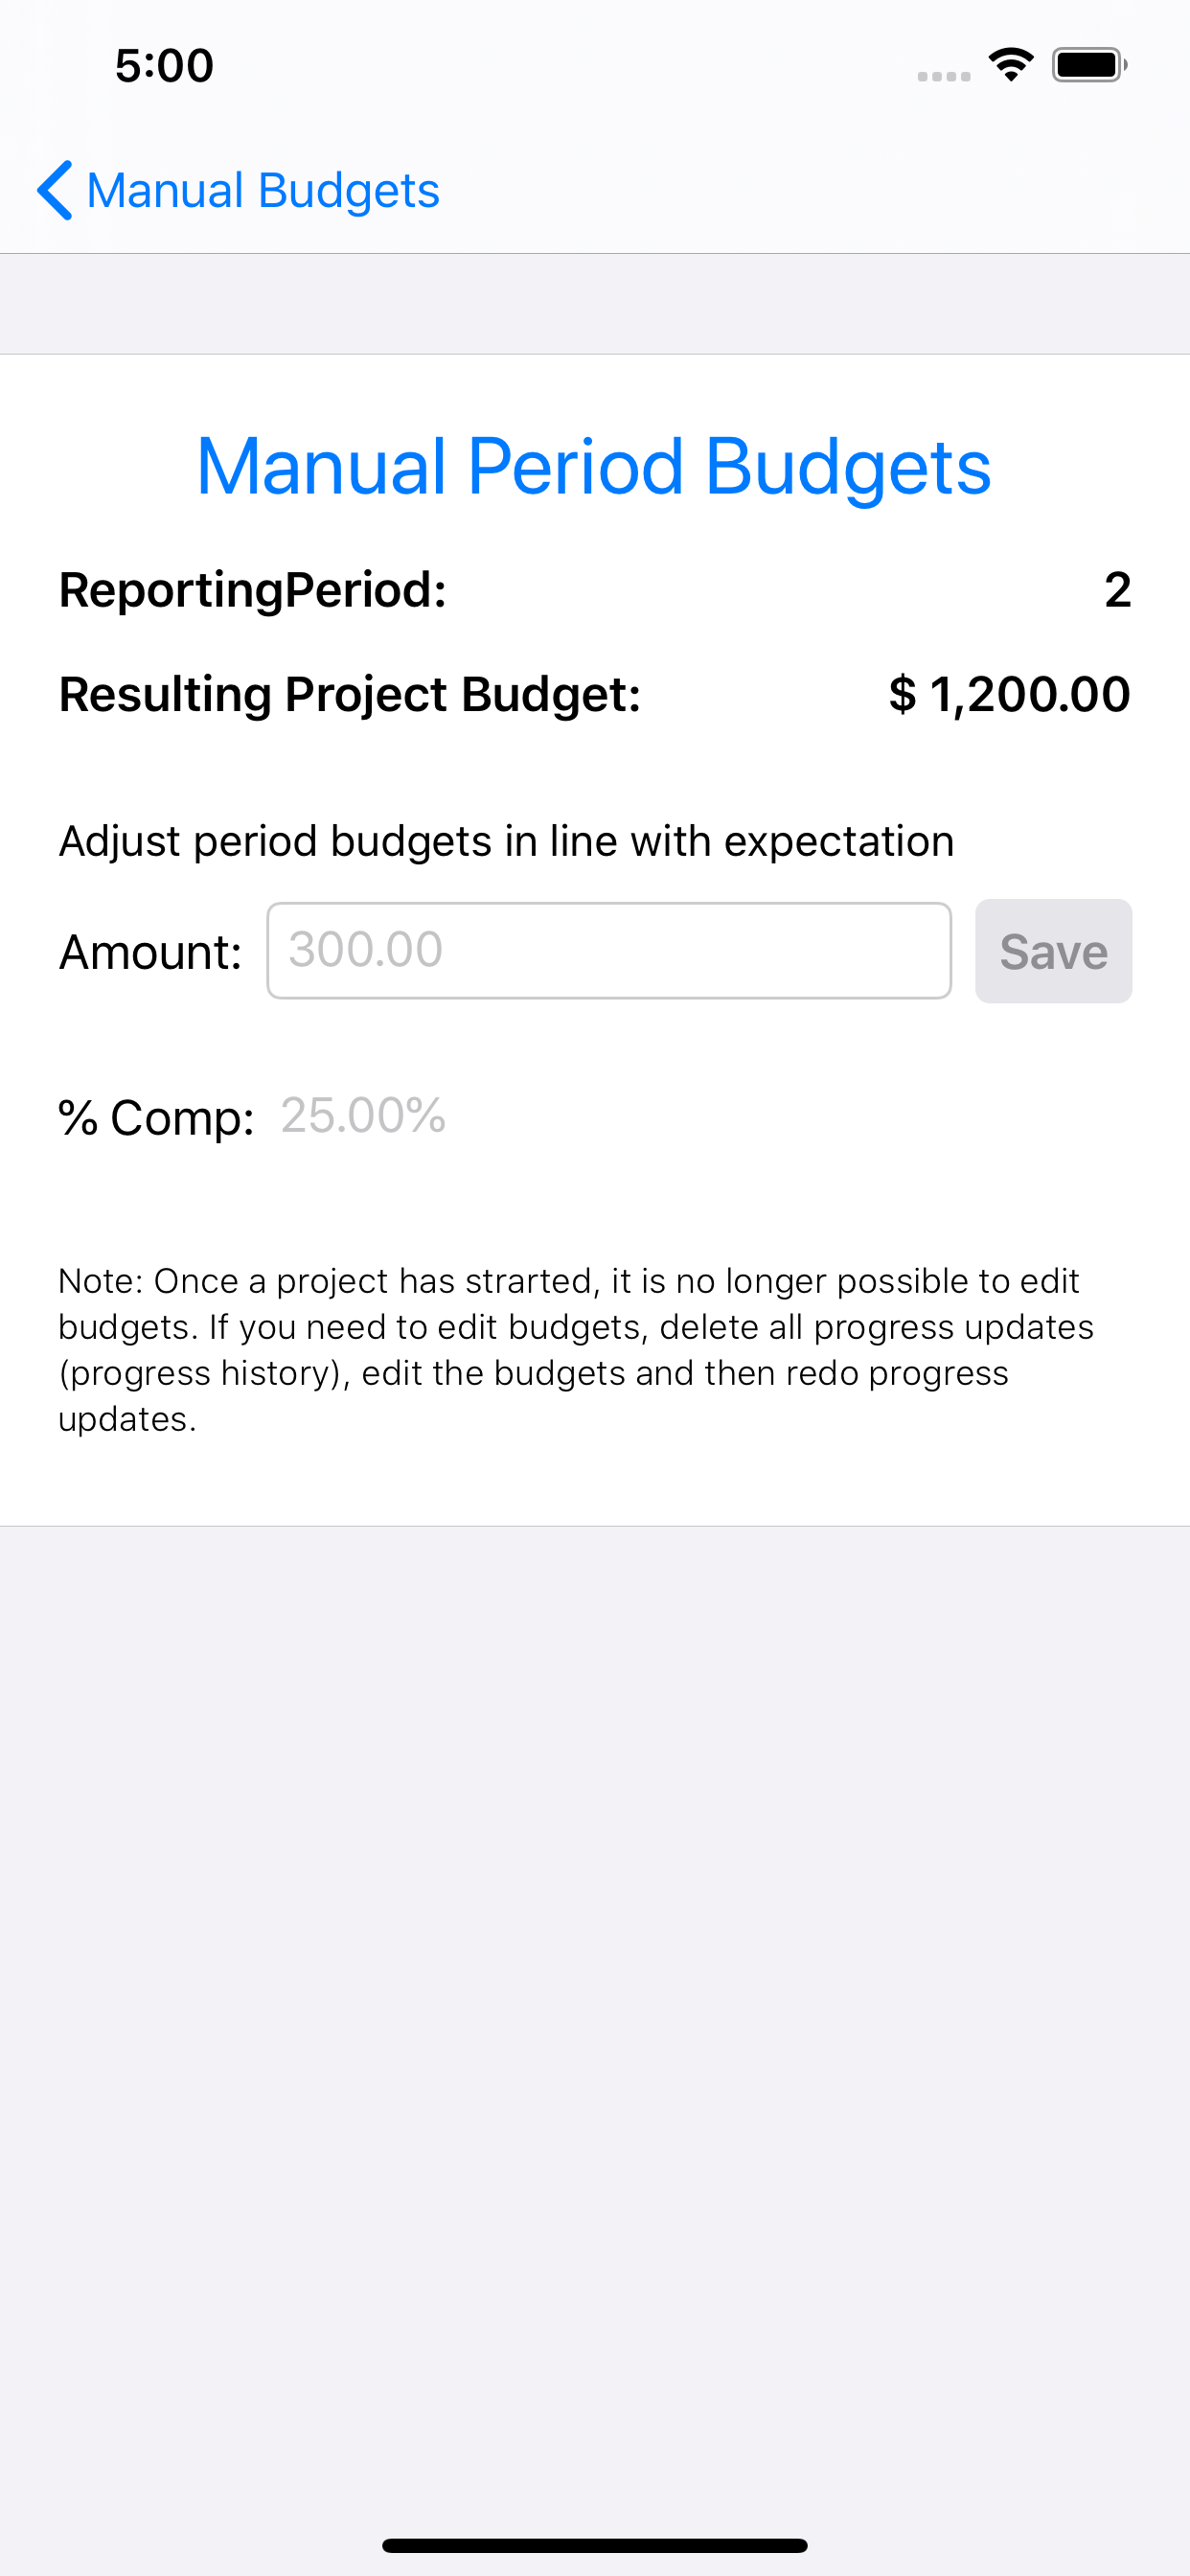 5:00
Manual Budgets
Manual Period Budgets
ReportingPeriod: 2
Resulting Project Budget: $ 1,200.00
Adjust period budgets in line with expectation
Amount: 300.00 Save
% Comp: 25.00%
Note: Once a project has strarted, it is no longer possible to edit
budgets. If you need to edit budgets, delete all progress updates
(progress history), edit the budgets and then redo progress
updates.